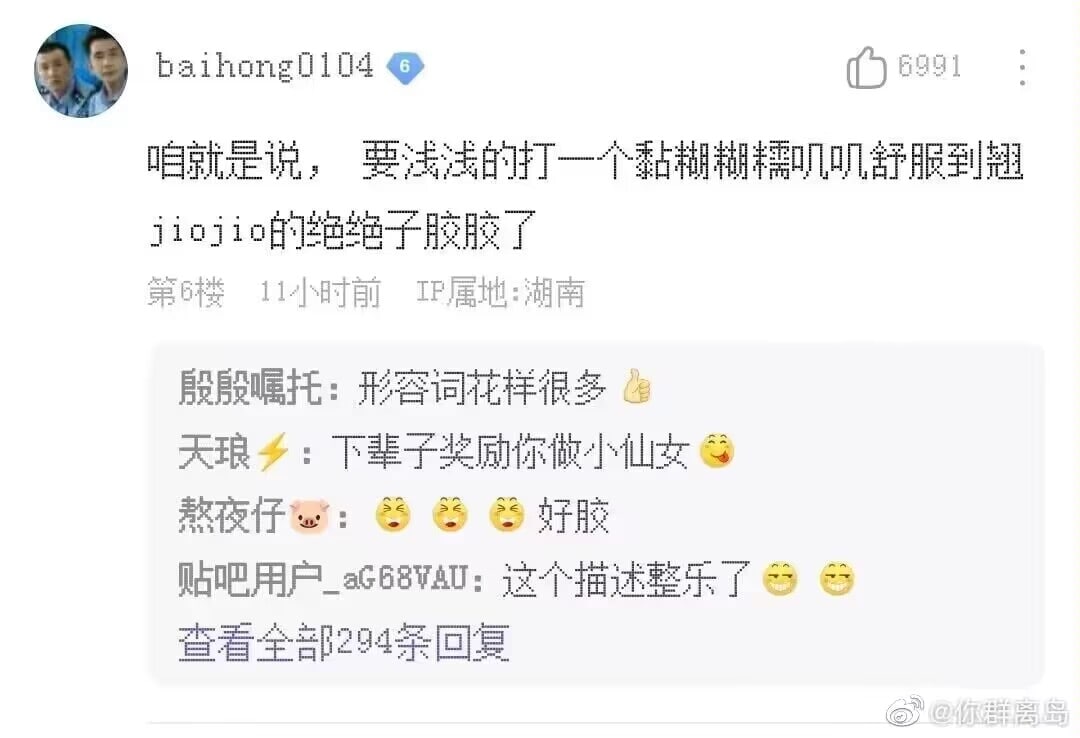 baihong0104 6 6991
咱就是说， 要浅浅的打一个黏糊糊糯叽叽舒服到翘
jiojio的绝绝子胶胶了
第6楼 11小时前 IP属地:湖南
殷殷嘱托：形容词花样很多👍
天琅⚡：下辈子奖励你做小仙女😋
熬夜仔🐷：😆 😆 😆 好胶
贴吧用户_aG68VAU：这个描述整乐了😁 😁
查看全部294条回复
@你群离岛